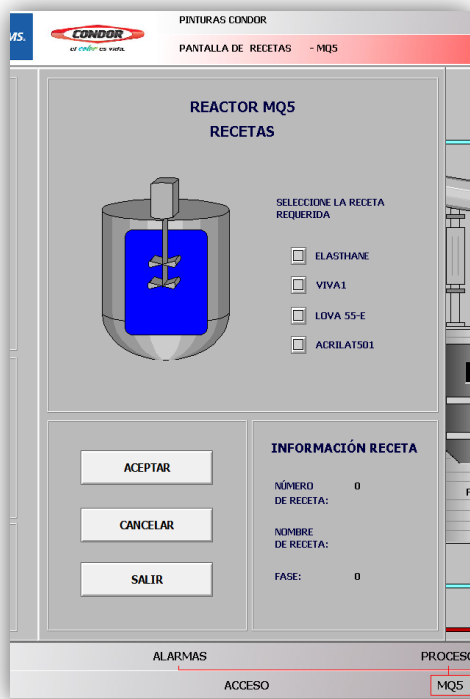 MS.
CONDOR
el color es vida.
PINTURAS CONDOR
PANTALLA DE RECETAS - MQ5
REACTOR MQ5
RECETAS
SELECCIONE LA RECETA
REQUERIDA
ELASTHANE
VIVA1
LOVA 55-E
ACRILAT501
ACEPTAR
CANCELAR
SALIR
INFORMACIÓN RECETA
NÚMERO 0
DE RECETA:
NOMBRE
DE RECETA:
FASE: 0
ALARMAS
PROCESO
ACCESO
MQ5